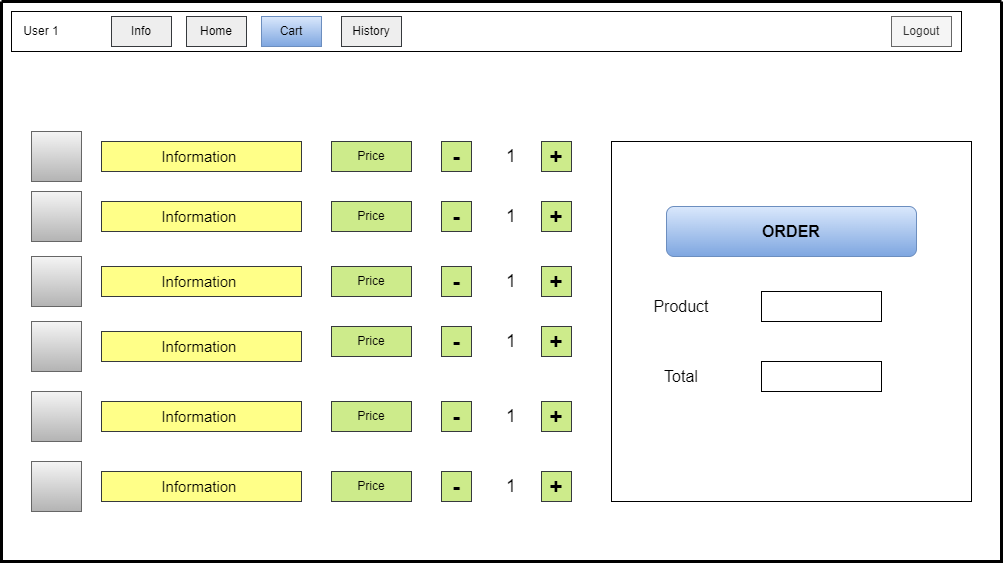 User 1 Info Home Cart History Logout
Information Price - 1 +
Information Price - 1 +
Information Price - 1 +
Information Price - 1 +
Information Price - 1 +
Information Price - 1 +
ORDER
Product
Total